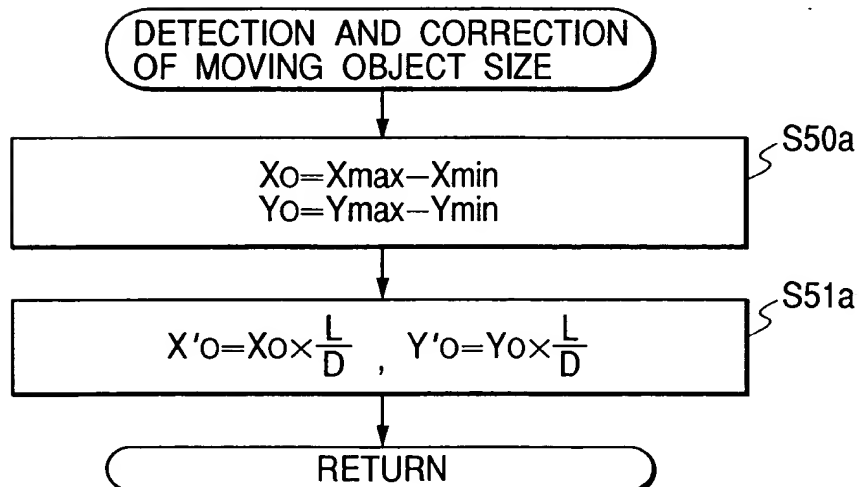 DETECTION AND CORRECTION
OF MOVING OBJECT SIZE
S50a
Xo=Xmax−Xmin
Yo=Ymax−Ymin
S51a
X'o=Xo×L/D , Y'o=Yo×L/D
RETURN